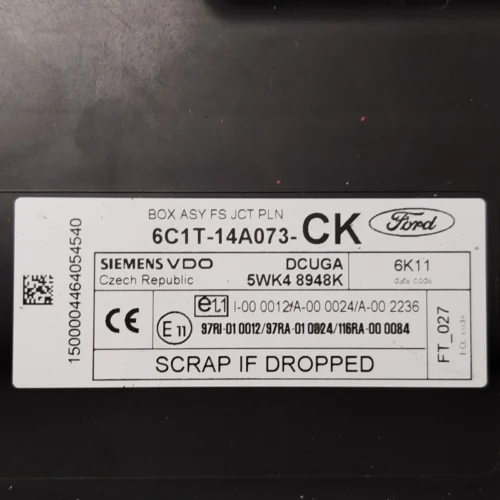 BOX ASY FS JCT PLN
6C1T-14A073-CK
Ford
SIEMENS VDO
Czech Republic
DCUGA
5WK4 8948K
6K11
date code
1500004464054540
CE
e11
I-00 0012/A-00 0024/A-00 2236
E11
97RI-01 0012/97RA-01 0024/116RA-00 0084
FT_027
EOL code
SCRAP IF DROPPED